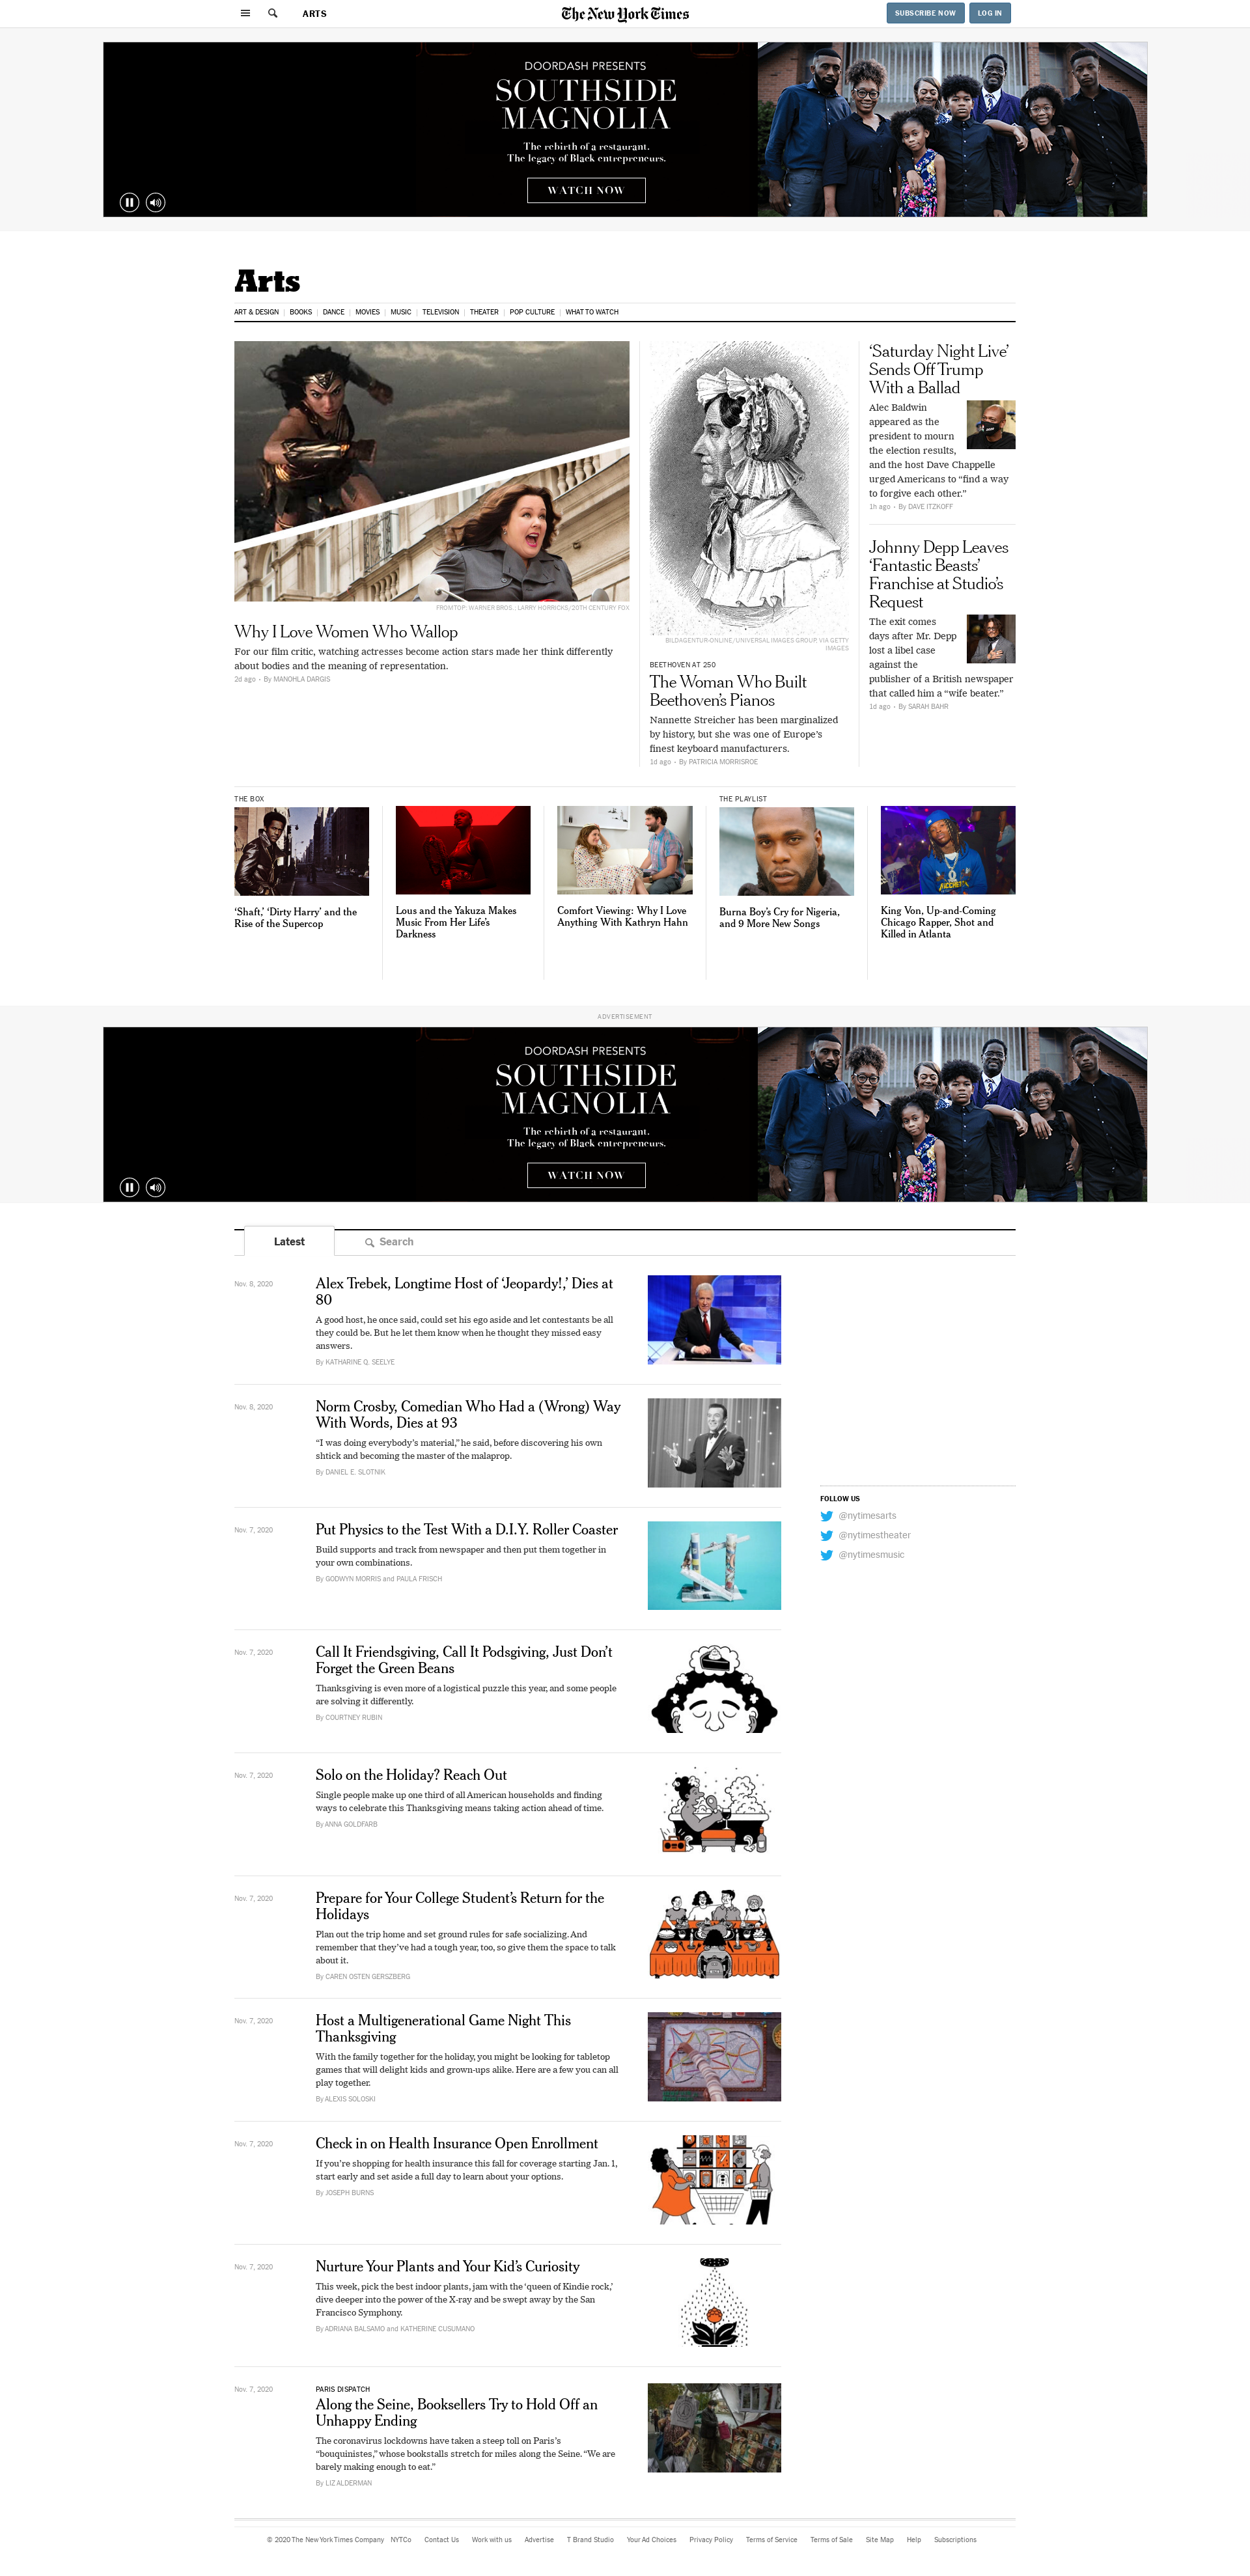 ARTS
The New York Times
SUBSCRIBE NOW
LOG IN
DOORDASH PRESENTS
SOUTHSIDE
MAGNOLIA
The rebirth of a restaurant.
The legacy of Black entrepreneurs.
WATCH NOW
Arts
ART & DESIGN
BOOKS
DANCE
MOVIES
MUSIC
TELEVISION
THEATER
POP CULTURE
WHAT TO WATCH
FROM TOP: WARNER BROS.; LARRY HORRICKS/20TH CENTURY FOX
Why I Love Women Who Wallop
For our film critic, watching actresses become action stars made her think differently
about bodies and the meaning of representation.
2d ago • By MANOHLA DARGIS
BILDAGENTUR-ONLINE/UNIVERSAL IMAGES GROUP, VIA GETTY
IMAGES
BEETHOVEN AT 250
The Woman Who Built
Beethoven's Pianos
Nannette Streicher has been marginalized
by history, but she was one of Europe's
finest keyboard manufacturers.
1d ago • By PATRICIA MORRISROE
‘Saturday Night Live’
Sends Off Trump
With a Ballad
Alec Baldwin
appeared as the
president to mourn
the election results,
and the host Dave Chappelle
urged Americans to “find a way
to forgive each other.”
1h ago • By DAVE ITZKOFF
Johnny Depp Leaves
‘Fantastic Beasts’
Franchise at Studio’s
Request
The exit comes
days after Mr. Depp
lost a libel case
against the
publisher of a British newspaper
that called him a “wife beater.”
1d ago • By SARAH BAHR
THE BOX
‘Shaft,’ ‘Dirty Harry’ and the
Rise of the Supercop
Lous and the Yakuza Makes
Music From Her Life’s
Darkness
Comfort Viewing: Why I Love
Anything With Kathryn Hahn
THE PLAYLIST
Burna Boy’s Cry for Nigeria,
and 9 More New Songs
King Von, Up-and-Coming
Chicago Rapper, Shot and
Killed in Atlanta
ADVERTISEMENT
DOORDASH PRESENTS
SOUTHSIDE
MAGNOLIA
The rebirth of a restaurant.
The legacy of Black entrepreneurs.
WATCH NOW
Latest
Search
Nov. 8, 2020
Alex Trebek, Longtime Host of ‘Jeopardy!,’ Dies at
80
A good host, he once said, could set his ego aside and let contestants be all
they could be. But he let them know when he thought they missed easy
answers.
By KATHARINE Q. SEELYE
Nov. 8, 2020
Norm Crosby, Comedian Who Had a (Wrong) Way
With Words, Dies at 93
“I was doing everybody’s material,” he said, before discovering his own
shtick and becoming the master of the malaprop.
By DANIEL E. SLOTNIK
FOLLOW US
@nytimesarts
@nytimestheater
@nytimesmusic
Nov. 7, 2020
Put Physics to the Test With a D.I.Y. Roller Coaster
Build supports and track from newspaper and then put them together in
your own combinations.
By GODWYN MORRIS and PAULA FRISCH
Nov. 7, 2020
Call It Friendsgiving, Call It Podsgiving, Just Don’t
Forget the Green Beans
Thanksgiving is even more of a logistical puzzle this year, and some people
are solving it differently.
By COURTNEY RUBIN
Nov. 7, 2020
Solo on the Holiday? Reach Out
Single people make up one third of all American households and finding
ways to celebrate this Thanksgiving means taking action ahead of time.
By ANNA GOLDFARB
Nov. 7, 2020
Prepare for Your College Student’s Return for the
Holidays
Plan out the trip home and set ground rules for safe socializing. And
remember that they’ve had a tough year, too, so give them the space to talk
about it.
By CAREN OSTEN GERSZBERG
Nov. 7, 2020
Host a Multigenerational Game Night This
Thanksgiving
With the family together for the holiday, you might be looking for tabletop
games that will delight kids and grown-ups alike. Here are a few you can all
play together.
By ALEXIS SOLOSKI
Nov. 7, 2020
Check in on Health Insurance Open Enrollment
If you’re shopping for health insurance this fall for coverage starting Jan. 1,
start early and set aside a full day to learn about your options.
By JOSEPH BURNS
Nov. 7, 2020
Nurture Your Plants and Your Kid’s Curiosity
This week, pick the best indoor plants, jam with the ‘queen of Kindie rock,’
dive deeper into the power of the X-ray and be swept away by the San
Francisco Symphony.
By ADRIANA BALSAMO and KATHERINE CUSUMANO
Nov. 7, 2020
PARIS DISPATCH
Along the Seine, Booksellers Try to Hold Off an
Unhappy Ending
The coronavirus lockdowns have taken a steep toll on Paris’s
“bouquinistes,” whose bookstalls stretch for miles along the Seine. “We are
barely making enough to eat.”
By LIZ ALDERMAN
© 2020 The New York Times Company
NYTCo
Contact Us
Work with us
Advertise
T Brand Studio
Your Ad Choices
Privacy Policy
Terms of Service
Terms of Sale
Site Map
Help
Subscriptions